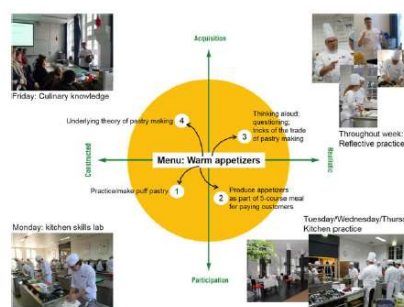 Acquisition
Friday: Culinary knowledge
Throughout week:
Reflective practice
Underlying theory of pastry making
4
3
Thinking aloud:
questioning;
tricks of the trade
of pastry making
Constructed
Menu: Warm appetizers
Realistic
Practice/make puff pastry
1
2
Produce appetizers
as part of 5-course meal
for paying customers
Monday: kitchen skills lab
Tuesday/Wednesday/Thurs
Kitchen practice
Participation